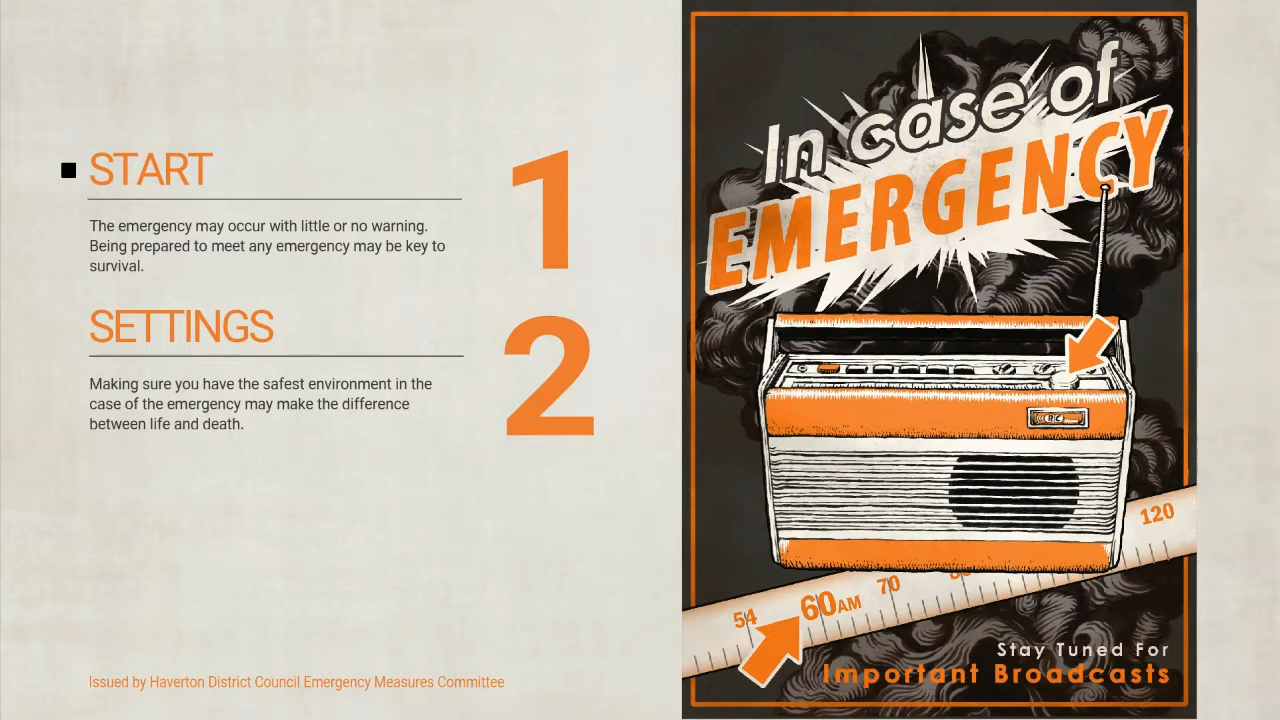 START
1
The emergency may occur with little or no warning.
Being prepared to meet any emergency may be key to
survival.
SETTINGS
2
Making sure you have the safest environment in the
case of the emergency may make the difference
between life and death.
Issued by Haverton District Council Emergency Measures Committee
In case of
EMERGENCY
120
70
60AM
54
Stay Tuned For
Important Broadcasts